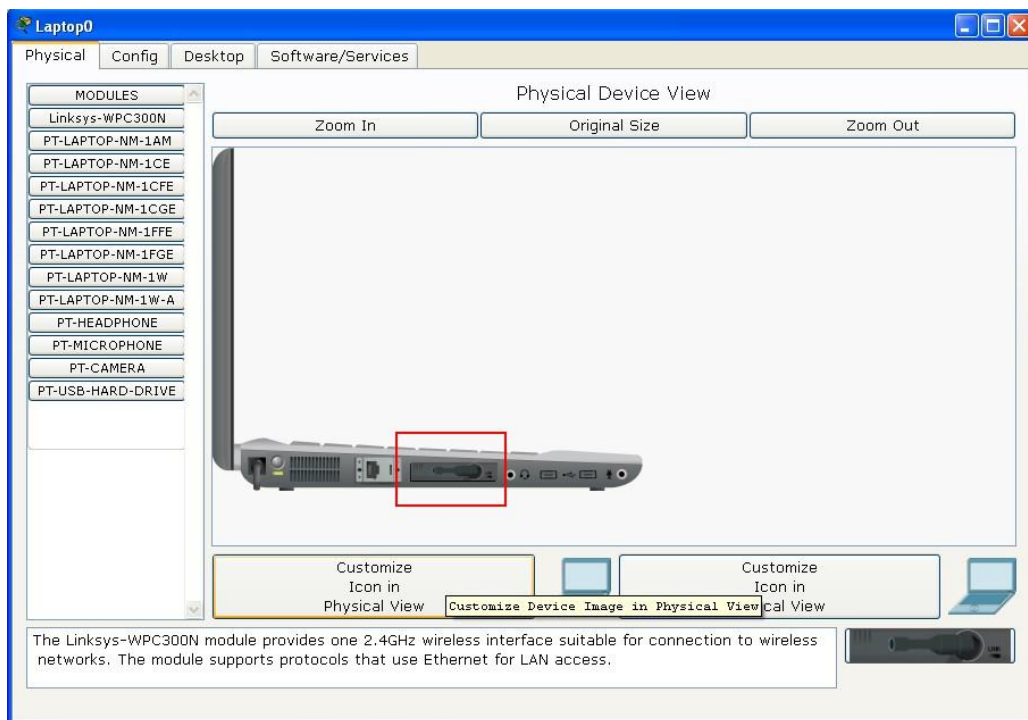 Laptop0
Physical Config Desktop Software/Services
MODULES
Linksys-WPC300N
PT-LAPTOP-NM-1AM
PT-LAPTOP-NM-1CE
PT-LAPTOP-NM-1CFE
PT-LAPTOP-NM-1CGE
PT-LAPTOP-NM-1FFE
PT-LAPTOP-NM-1FGE
PT-LAPTOP-NM-1W
PT-LAPTOP-NM-1W-A
PT-HEADPHONE
PT-MICROPHONE
PT-CAMERA
PT-USB-HARD-DRIVE
Physical Device View
Zoom In Original Size Zoom Out
Customize
Icon in
Physical View
Customize Device Image in Physical View
Customize
Icon in
cal View
The Linksys-WPC300N module provides one 2.4GHz wireless interface suitable for connection to wireless
networks. The module supports protocols that use Ethernet for LAN access.